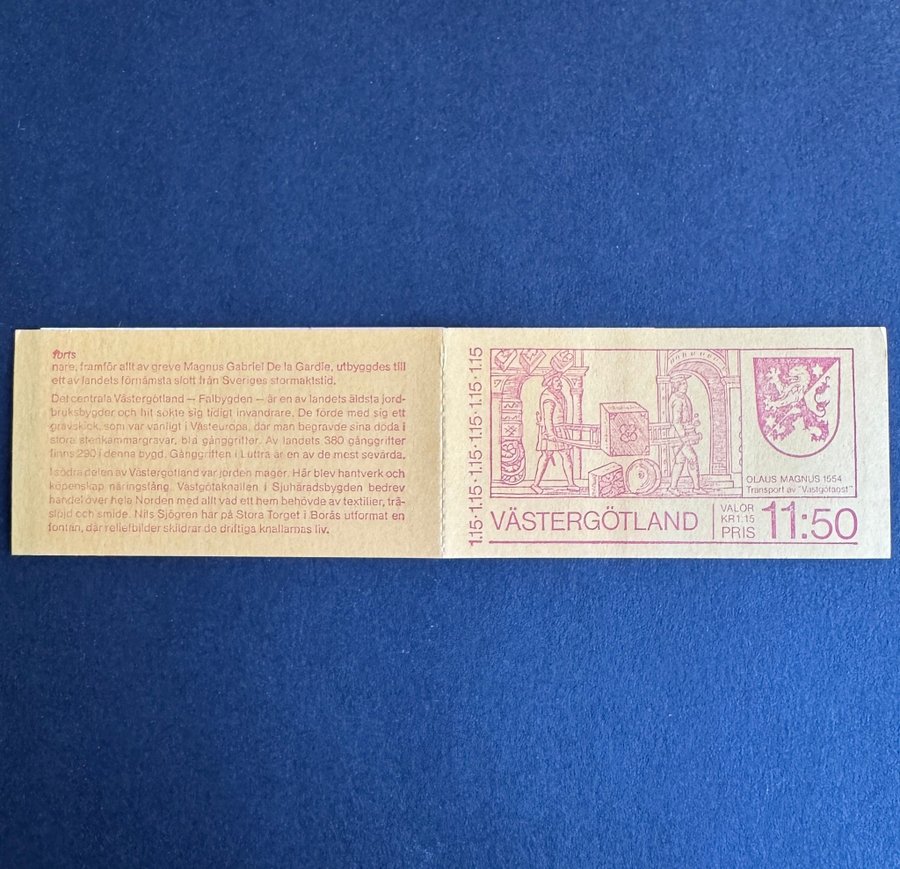 forts
nare, framför allt av greve Magnus Gabriel De la Gardie, utbyggdes till
ett av landets förnämsta slott från Sveriges stormaktstid.
Det centrala Västergötland – Falbygden – är en av landets äldsta jord-
bruksbygder och hit sökte sig tidigt invandrare. De förde med sig ett
gravskick, som var vanligt i Västeuropa, där man begravde sina döda i
stora stenkammargravar, bl a gånggrifter. Av landets 380 gånggrifter
finns 290 i denna bygd. Gånggriften i Luttra är en av de mest sevärda.
I södra delen av Västergötland var jorden mager. Här blev hantverk och
köpenskap näringsfång. Västgötaknallen i Sjuhäradsbygden bedrev
handel över hela Norden med allt vad ett hem behövde av textilier, trä-
slöjd och smide. Nils Sjögren har på Stora Torget i Borås utformat en
fontän, där reliefbilder skildrar de driftiga knallarnas liv.
1.15·1.15·1.15·1.15·1.15·1.15
OLAUS MAGNUS 1554
Transport av "Västgötaost"
VÄSTERGÖTLAND
VALÖR
KR 1.15
PRIS 11:50